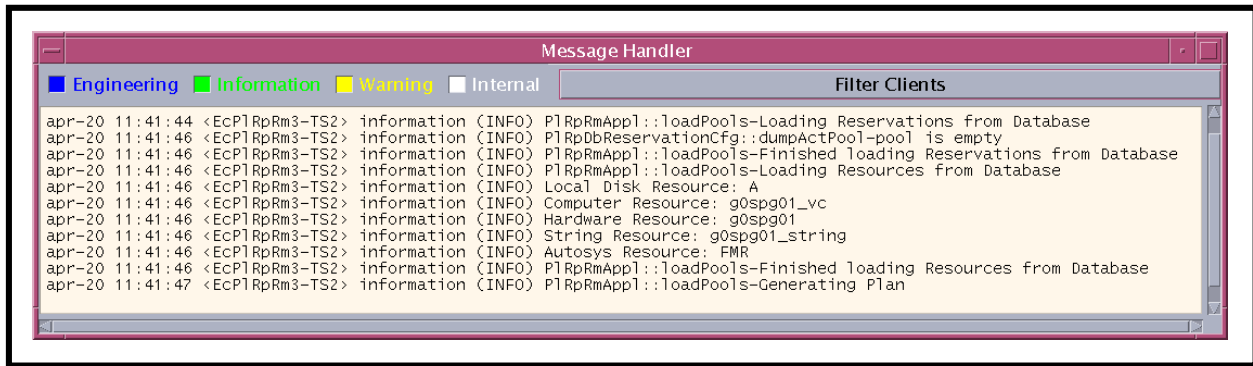 Message Handler
Engineering Information Warning Internal Filter Clients
apr-20 11:41:44 <EcPlRpRm3-TS2> information (INFO) PlRpRmAppl::loadPools-Loading Reservations from Database
apr-20 11:41:46 <EcPlRpRm3-TS2> information (INFO) PlRpDbReservationCfg::dumpActPool-pool is empty
apr-20 11:41:46 <EcPlRpRm3-TS2> information (INFO) PlRpRmAppl::loadPools-Finished loading Reservations from Database
apr-20 11:41:46 <EcPlRpRm3-TS2> information (INFO) PlRpRmAppl::loadPools-Loading Resources from Database
apr-20 11:41:46 <EcPlRpRm3-TS2> information (INFO) Local Disk Resource: A
apr-20 11:41:46 <EcPlRpRm3-TS2> information (INFO) Computer Resource: g0spg01_vc
apr-20 11:41:46 <EcPlRpRm3-TS2> information (INFO) Hardware Resource: g0spg01
apr-20 11:41:46 <EcPlRpRm3-TS2> information (INFO) String Resource: g0spg01_string
apr-20 11:41:46 <EcPlRpRm3-TS2> information (INFO) Autosys Resource: FMR
apr-20 11:41:46 <EcPlRpRm3-TS2> information (INFO) PlRpRmAppl::loadPools-Finished loading Resources from Database
apr-20 11:41:47 <EcPlRpRm3-TS2> information (INFO) PlRpRmAppl::loadPools-Generating Plan